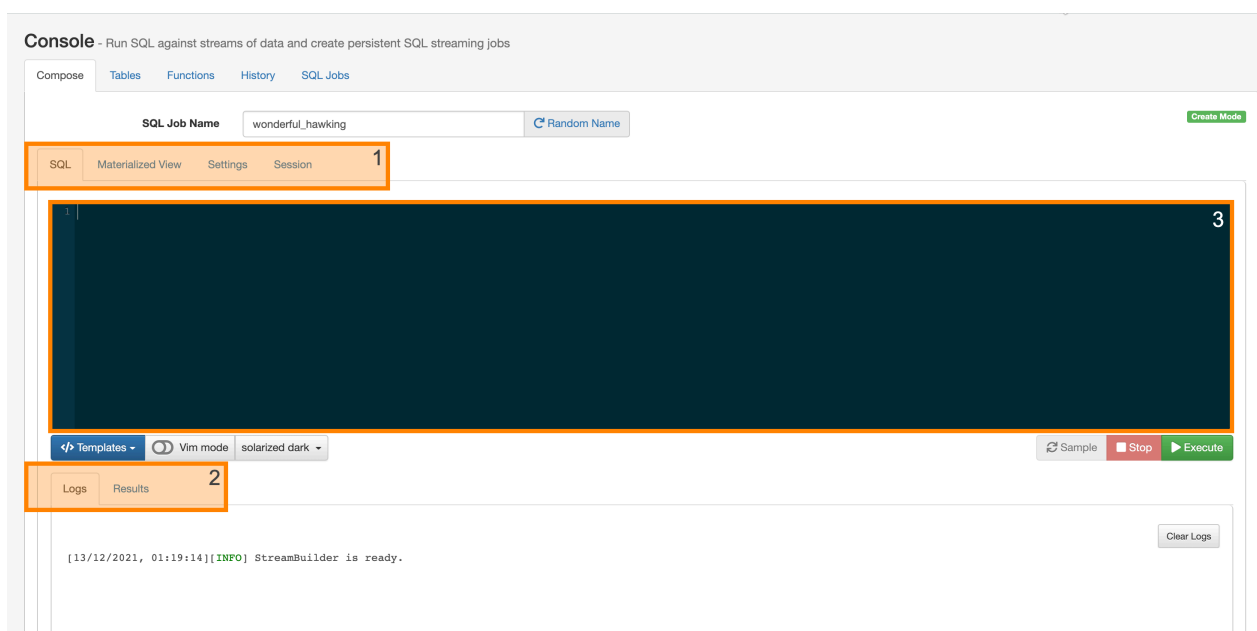 Console - Run SQL against streams of data and create persistent SQL streaming jobs
Compose Tables Functions History SQL Jobs
SQL Job Name wonderful_hawking Random Name Create Mode
SQL Materialized View Settings Session 1
1 3
</> Templates Vim mode solarized dark Sample Stop Execute
Logs Results 2
Clear Logs
[13/12/2021, 01:19:14][INFO] StreamBuilder is ready.